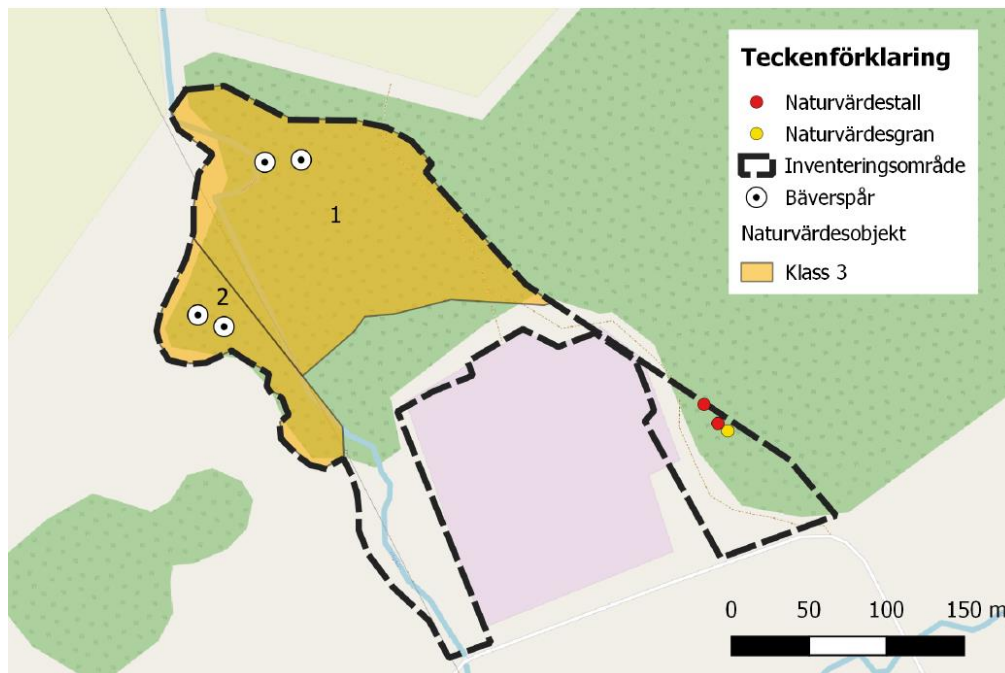 Teckenförklaring
Naturvärdestall
Naturvärdesgran
Inventeringsområde
Bäverspår
Naturvärdesobjekt
Klass 3
1
2
0 50 100 150 m